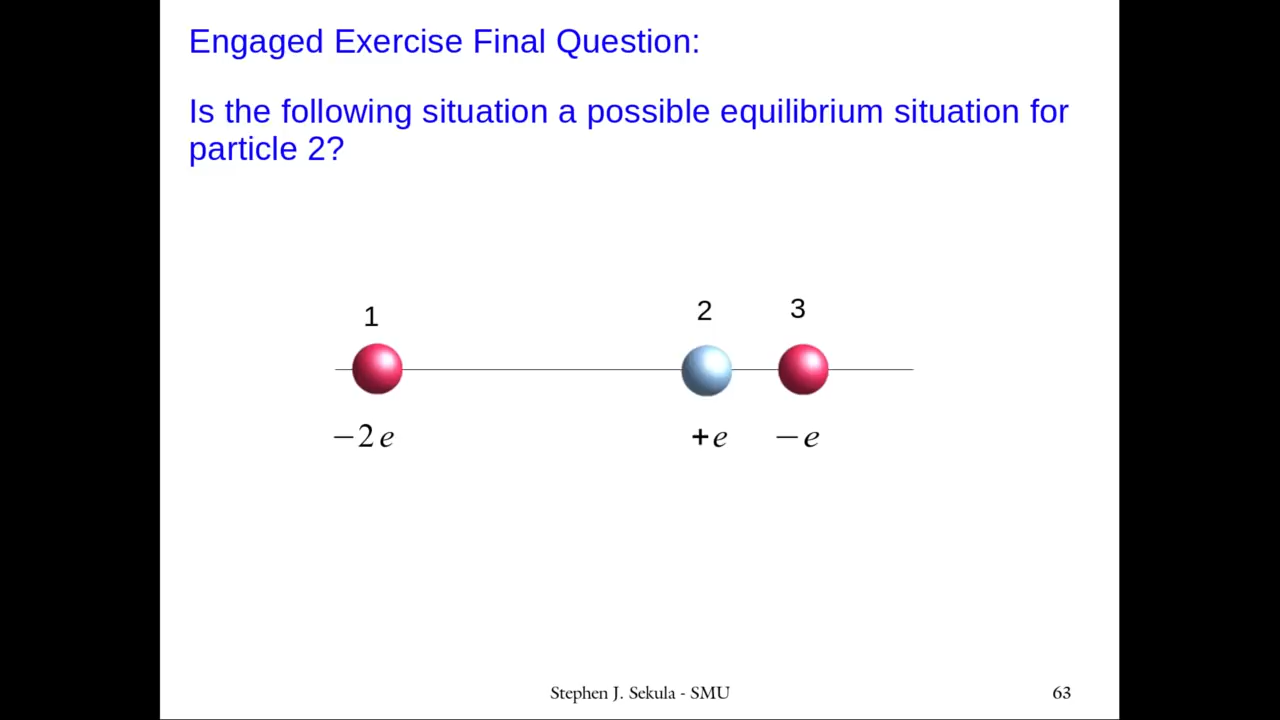 Engaged Exercise Final Question:
Is the following situation a possible equilibrium situation for
particle 2?
1 2 3
−2e +e −e
Stephen J. Sekula - SMU 63